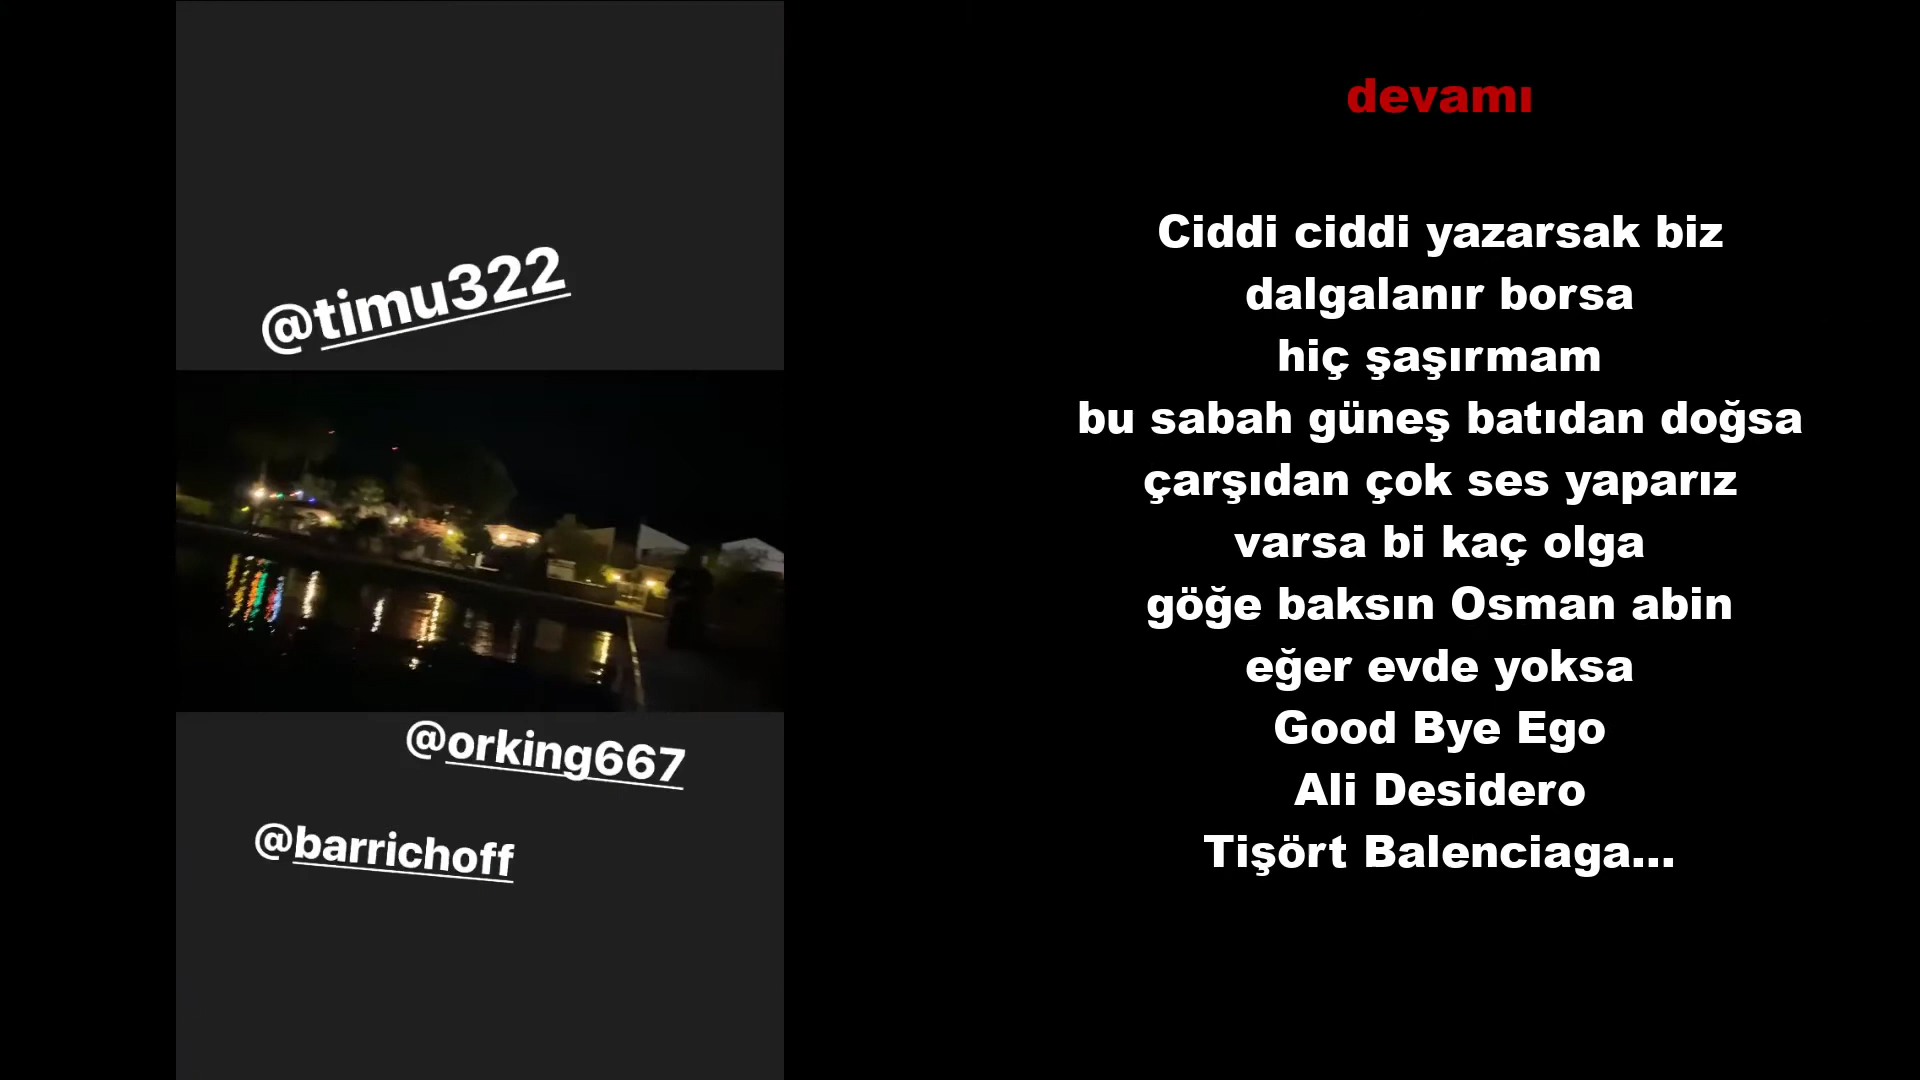 @timu322
@orking667
@barrichoff
devamı
Ciddi ciddi yazarsak biz
dalgalanır borsa
hiç şaşırmam
bu sabah güneş batıdan doğsa
çarşıdan çok ses yaparız
varsa bi kaç olga
göğe baksın Osman abin
eğer evde yoksa
Good Bye Ego
Ali Desidero
Tişört Balenciaga...